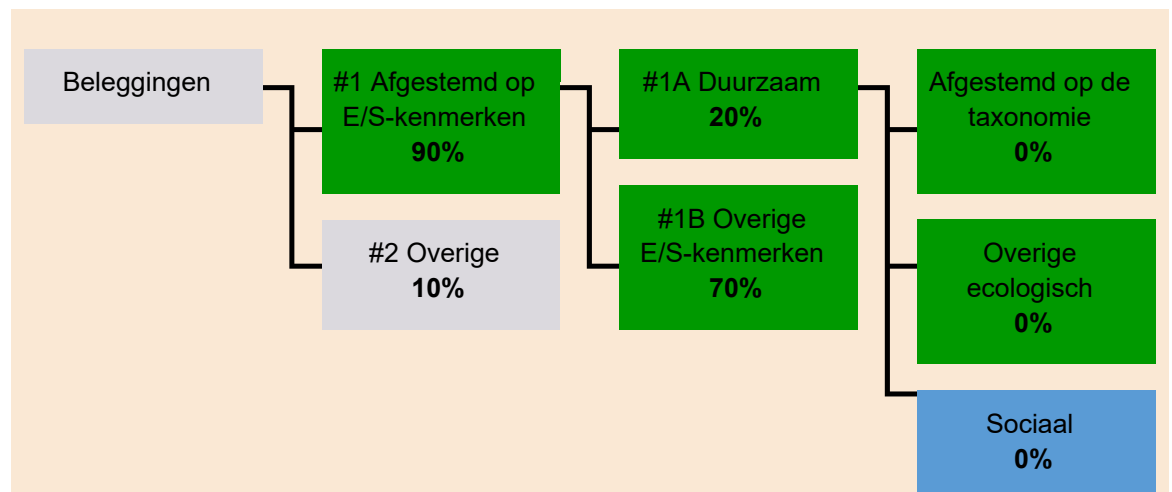 Beleggingen
#1 Afgestemd op
E/S-kenmerken
90%
#2 Overige
10%
#1A Duurzaam
20%
#1B Overige
E/S-kenmerken
70%
Afgestemd op de
taxonomie
0%
Overige
ecologisch
0%
Sociaal
0%